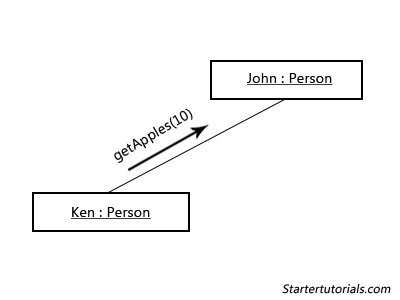 John : Person
getApples(10)
Ken : Person
Startertutorials.com